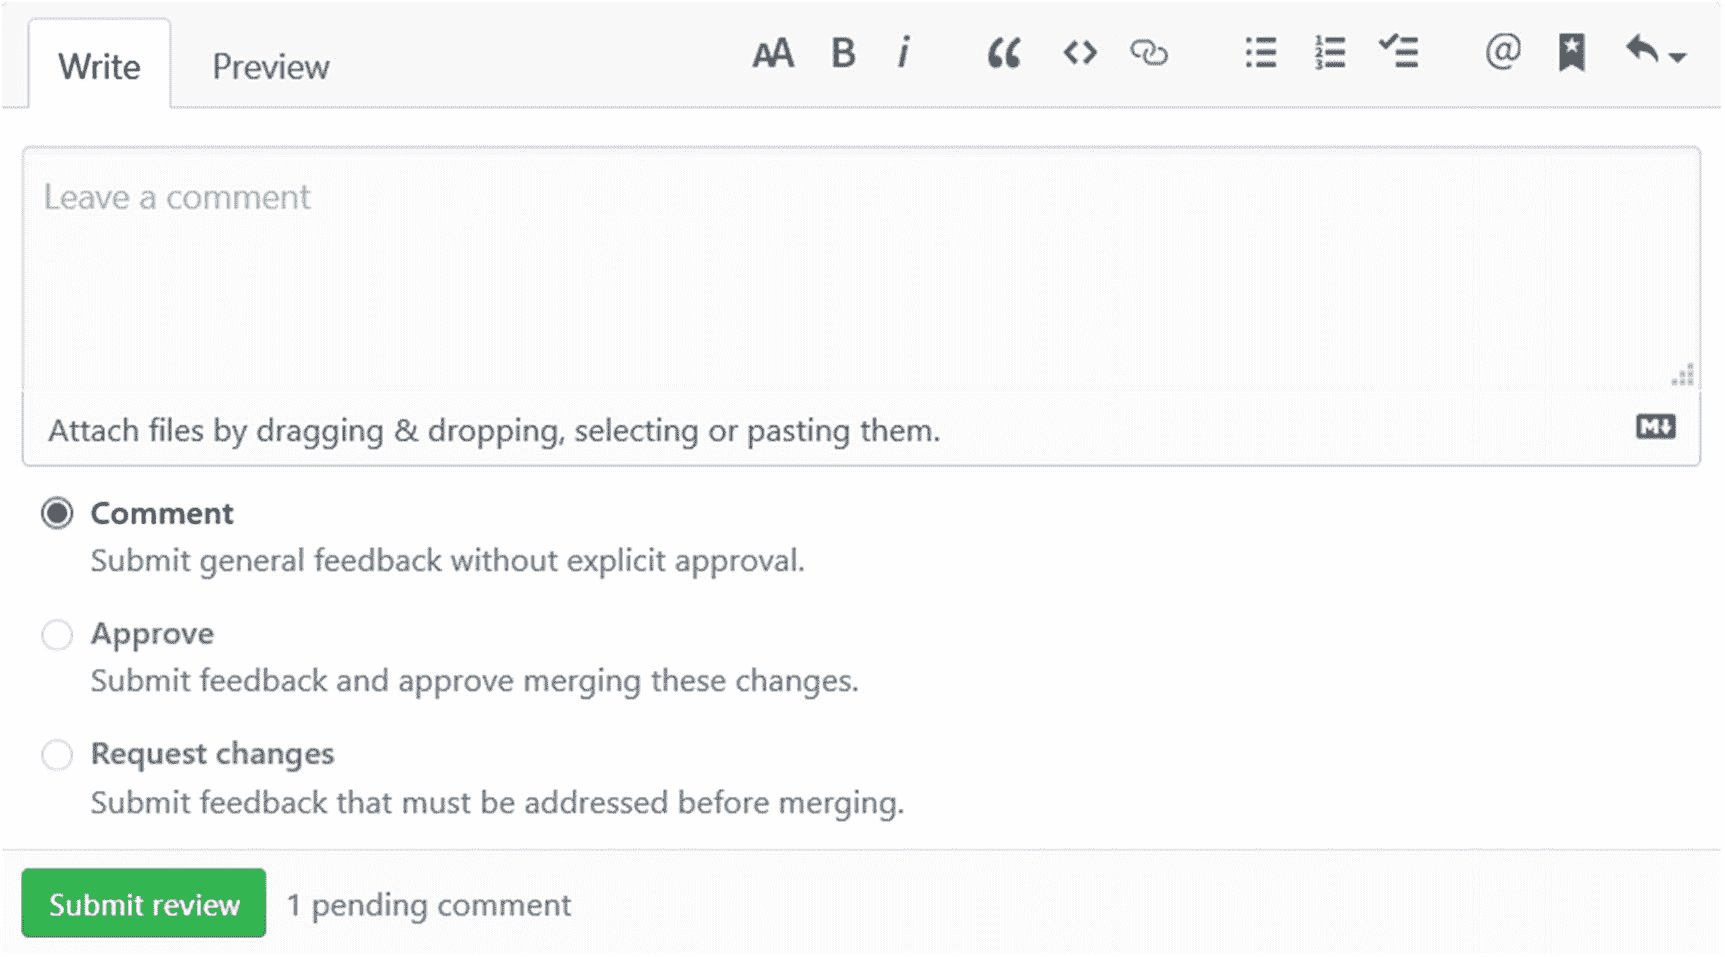 Write Preview AA B i
Leave a comment
Attach files by dragging & dropping, selecting or pasting them. M↓
Comment
Submit general feedback without explicit approval.
Approve
Submit feedback and approve merging these changes.
Request changes
Submit feedback that must be addressed before merging.
Submit review 1 pending comment